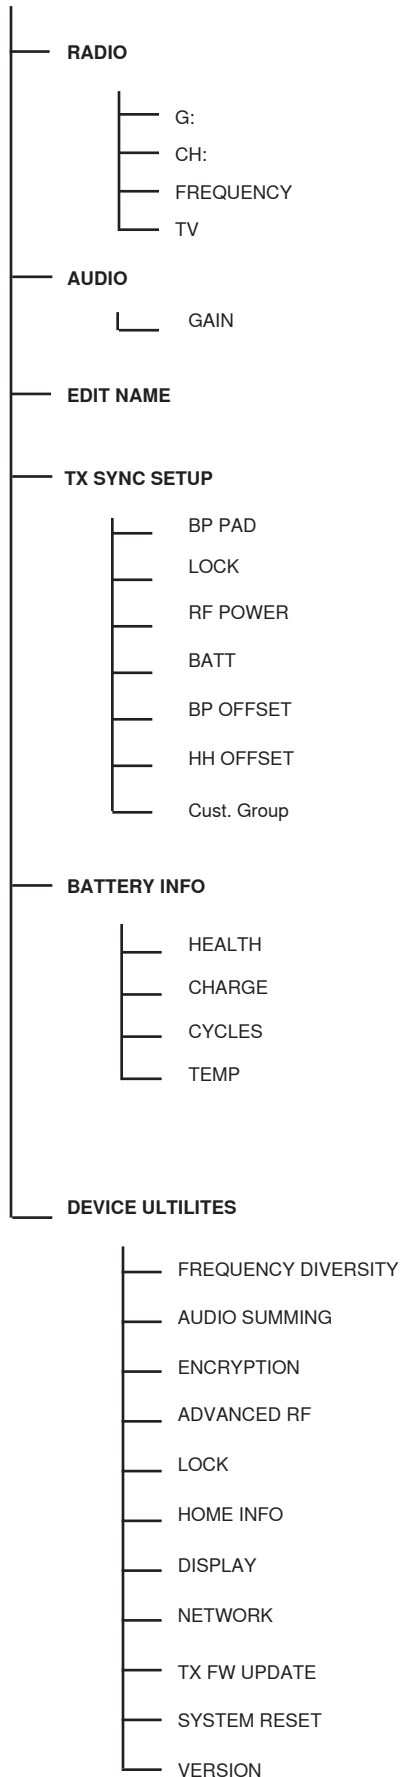 RADIO
G:
CH:
FREQUENCY
TV
AUDIO
GAIN
EDIT NAME
TX SYNC SETUP
BP PAD
LOCK
RF POWER
BATT
BP OFFSET
HH OFFSET
Cust. Group
BATTERY INFO
HEALTH
CHARGE
CYCLES
TEMP
DEVICE ULTILITES
FREQUENCY DIVERSITY
AUDIO SUMMING
ENCRYPTION
ADVANCED RF
LOCK
HOME INFO
DISPLAY
NETWORK
TX FW UPDATE
SYSTEM RESET
VERSION